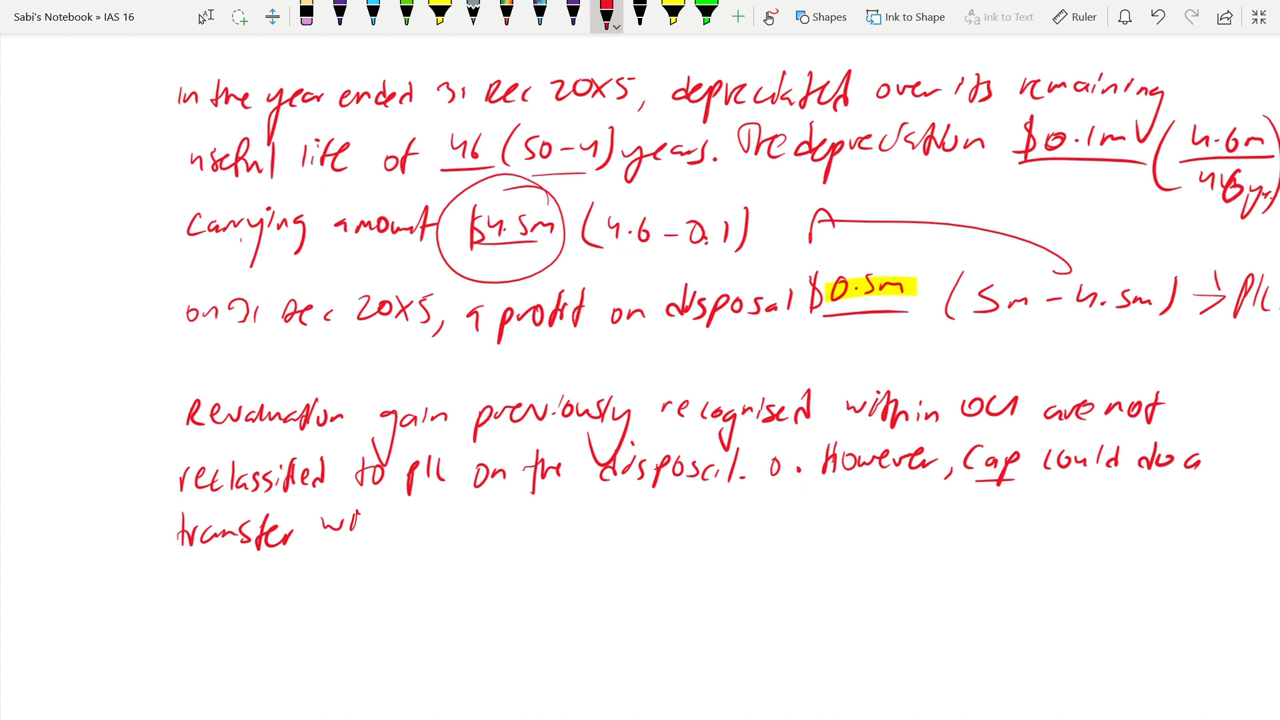 Sabi's Notebook » IAS 16
Shapes
Ink to Shape
Ink to Text
Ruler
In the year ended 31 Dec 20X5, depreciated over its remaining
useful life of 46 (50-4) years. The depreciation $0.1m (4.6m/46yrs
Carrying amount $4.5m (4.6-0.1)
on 31 Dec 20X5, a profit on disposal $0.5m (5m-4.5m) → P/L.
Revaluation gain previously recognised within OCI are not
reclassified to P/L on the disposal. o. However, Cap could do a
transfer wi